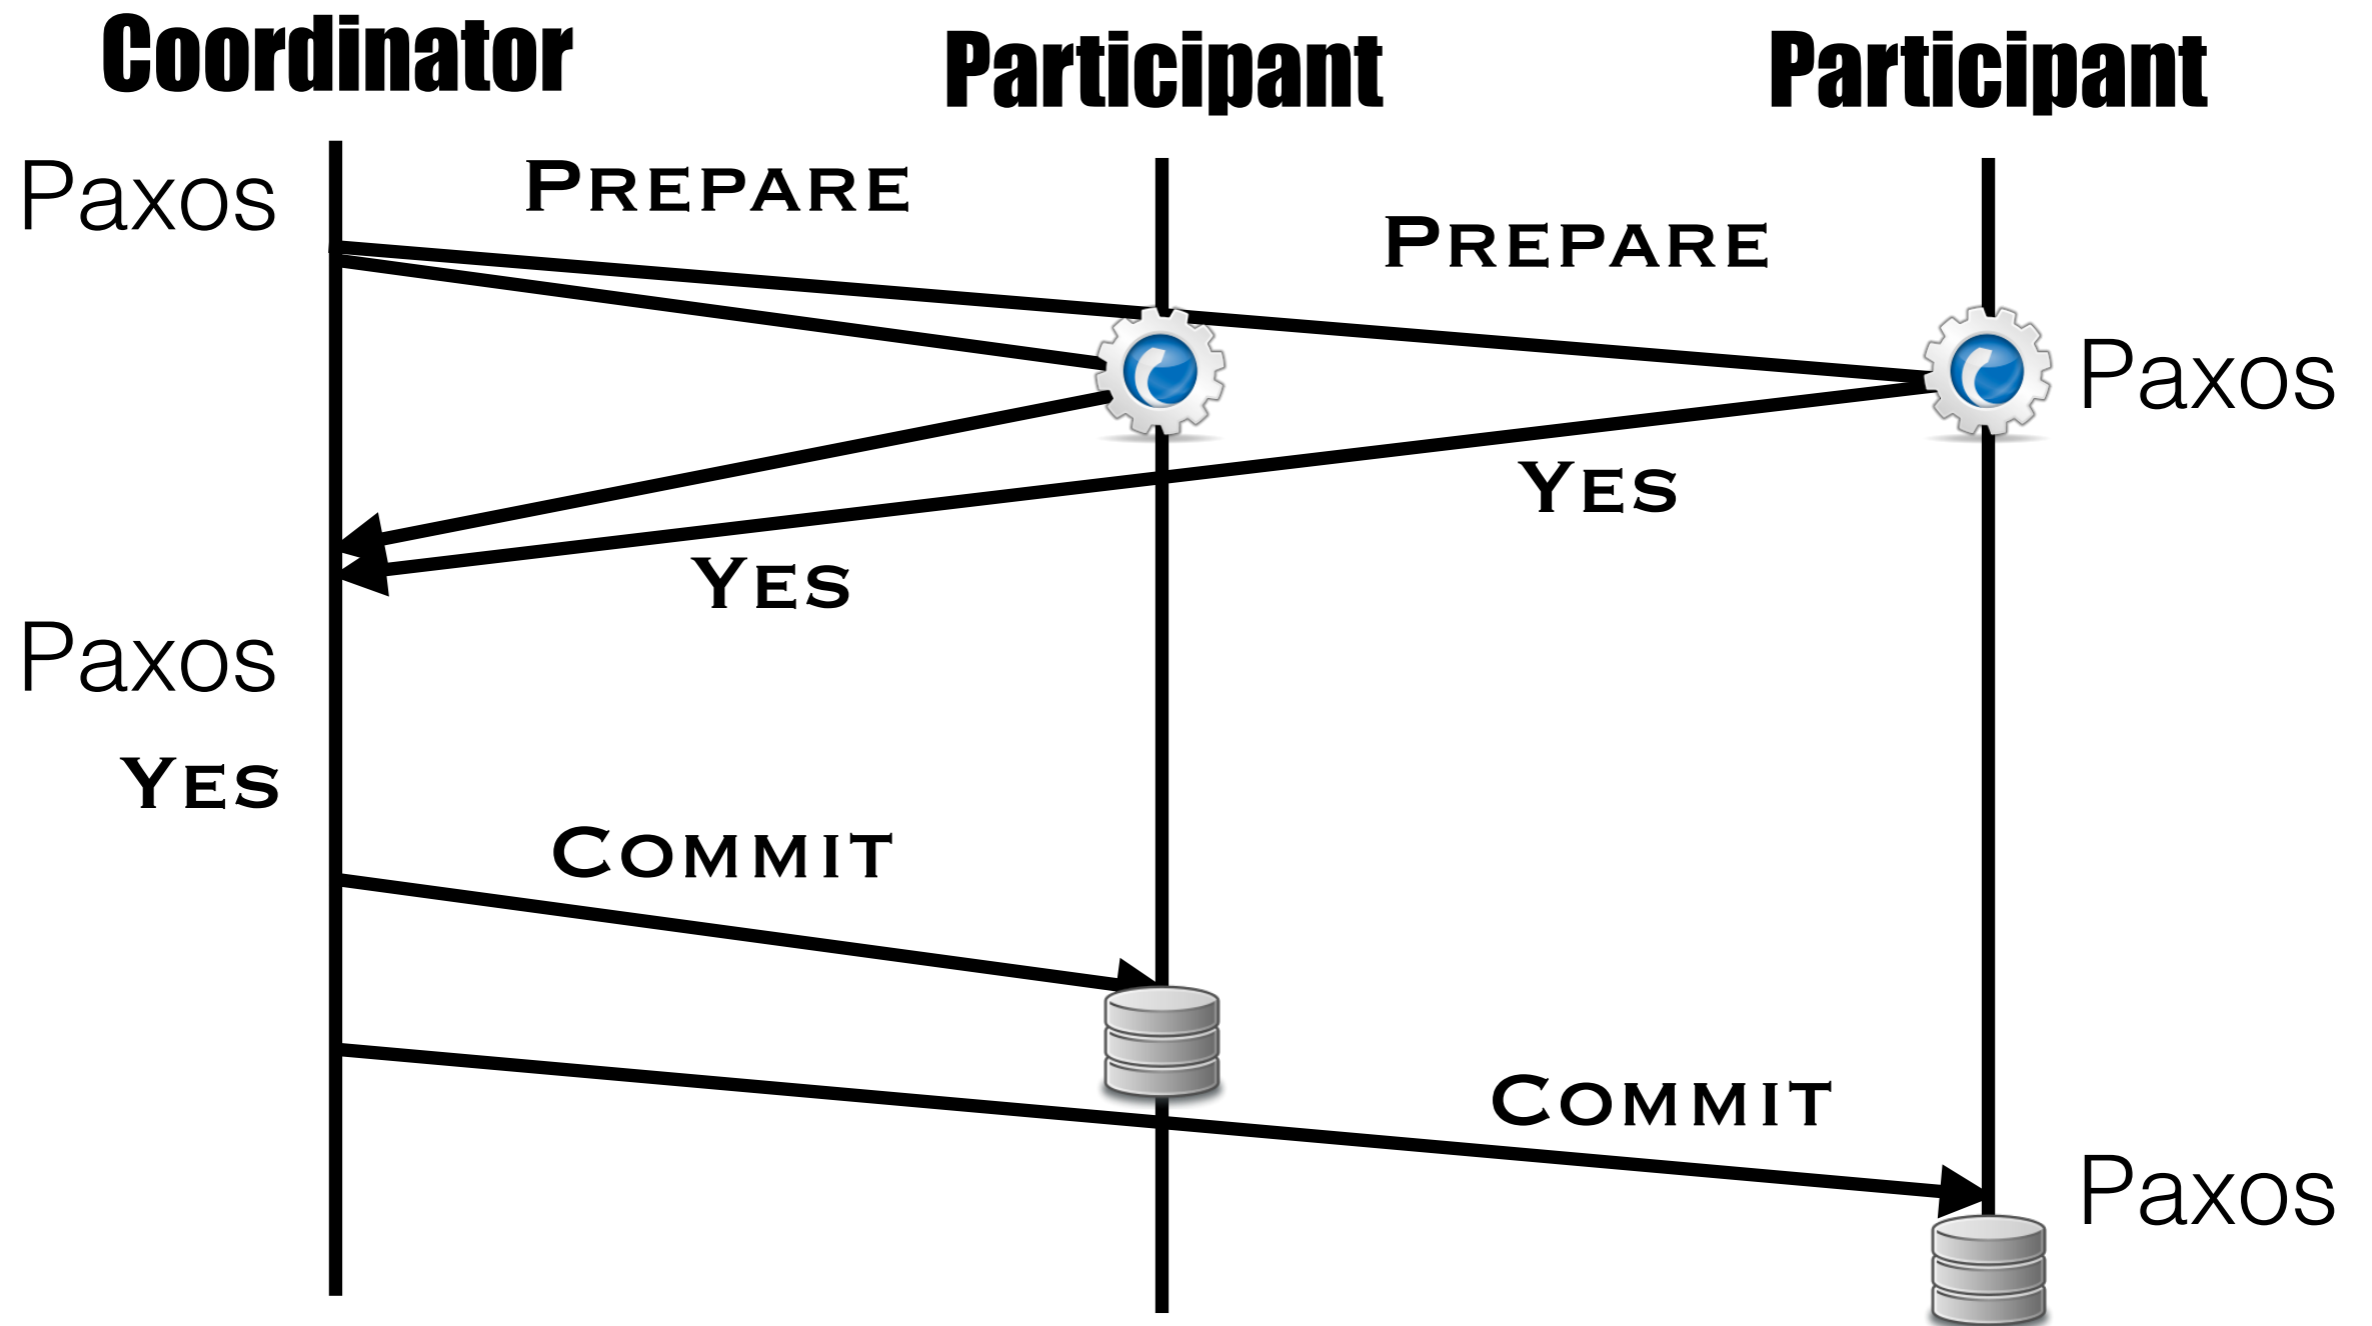 Coordinator
Participant
Participant
Paxos
PREPARE
PREPARE
Paxos
YES
YES
Paxos
YES
COMMIT
COMMIT
Paxos